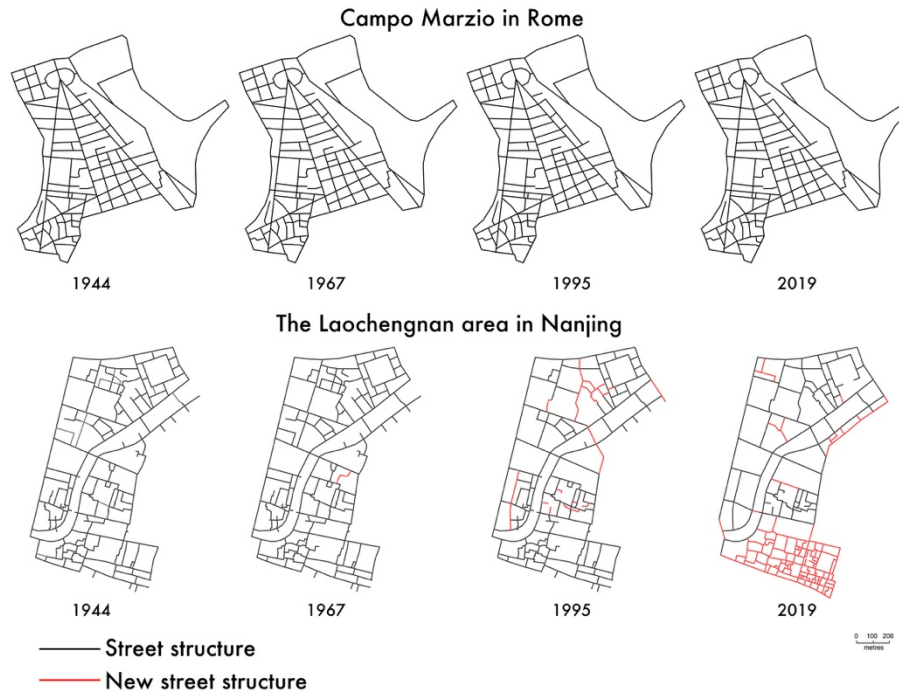 Campo Marzio in Rome
1944 1967 1995 2019
The Laochengnan area in Nanjing
1944 1967 1995 2019
Street structure
New street structure
0 100 200
metres